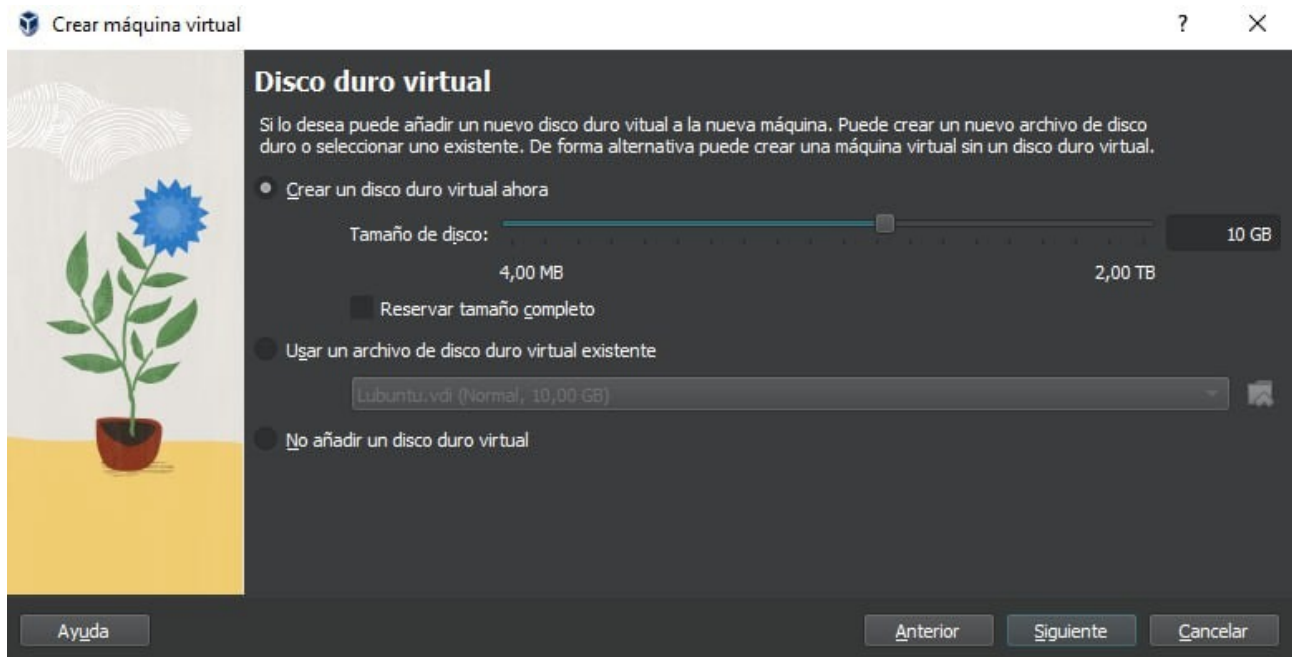 Crear máquina virtual
?
Disco duro virtual
Si lo desea puede añadir un nuevo disco duro vitual a la nueva máquina. Puede crear un nuevo archivo de disco
duro o seleccionar uno existente. De forma alternativa puede crear una máquina virtual sin un disco duro virtual.
Crear un disco duro virtual ahora
Tamaño de disco: 10 GB
4,00 MB 2,00 TB
Reservar tamaño completo
Usar un archivo de disco duro virtual existente
Lubuntu.vdi (Normal, 10,00 GB)
No añadir un disco duro virtual
Ayuda Anterior Siguiente Cancelar